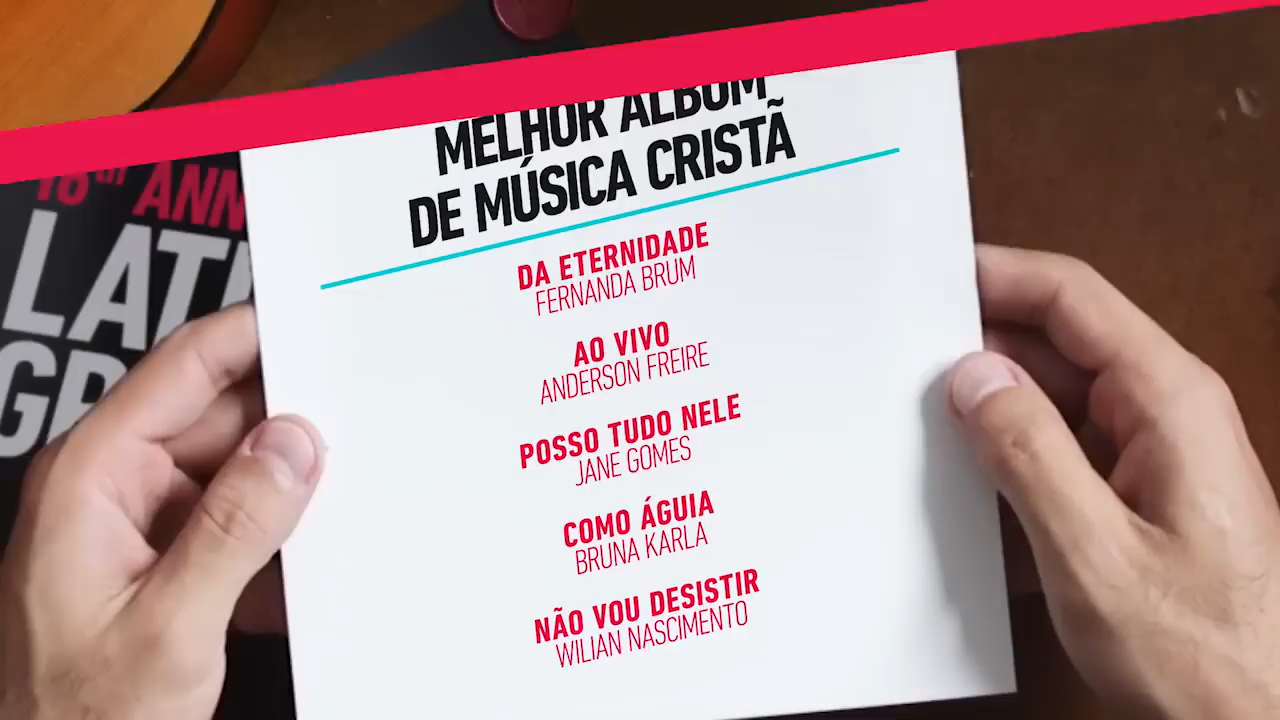 MELHOR ÁLBUM
DE MÚSICA CRISTÃ
DA ETERNIDADE
FERNANDA BRUM
AO VIVO
ANDERSON FREIRE
POSSO TUDO NELE
JANE GOMES
COMO ÁGUIA
BRUNA KARLA
NÃO VOU DESISTIR
WILIAN NASCIMENTO